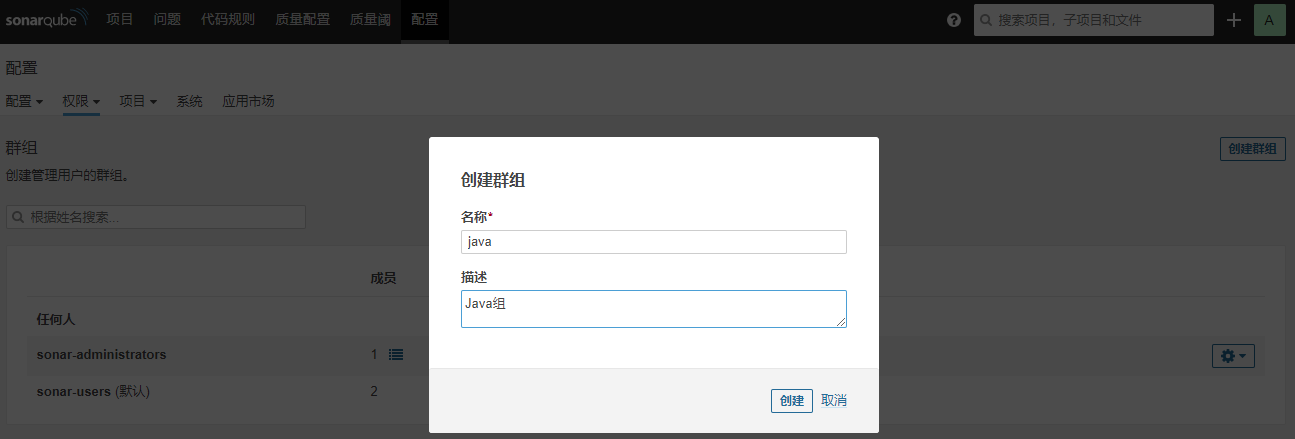 sonarqube 项目 问题 代码规则 质量配置 质量阈 配置 ? 搜索项目，子项目和文件 + A
配置
配置 权限 项目 系统 应用市场
群组
创建群组
创建管理用户的群组。
根据姓名搜索...
成员
任何人
sonar-administrators 1
sonar-users (默认) 2
创建群组
名称*
java
描述
Java组
创建 取消